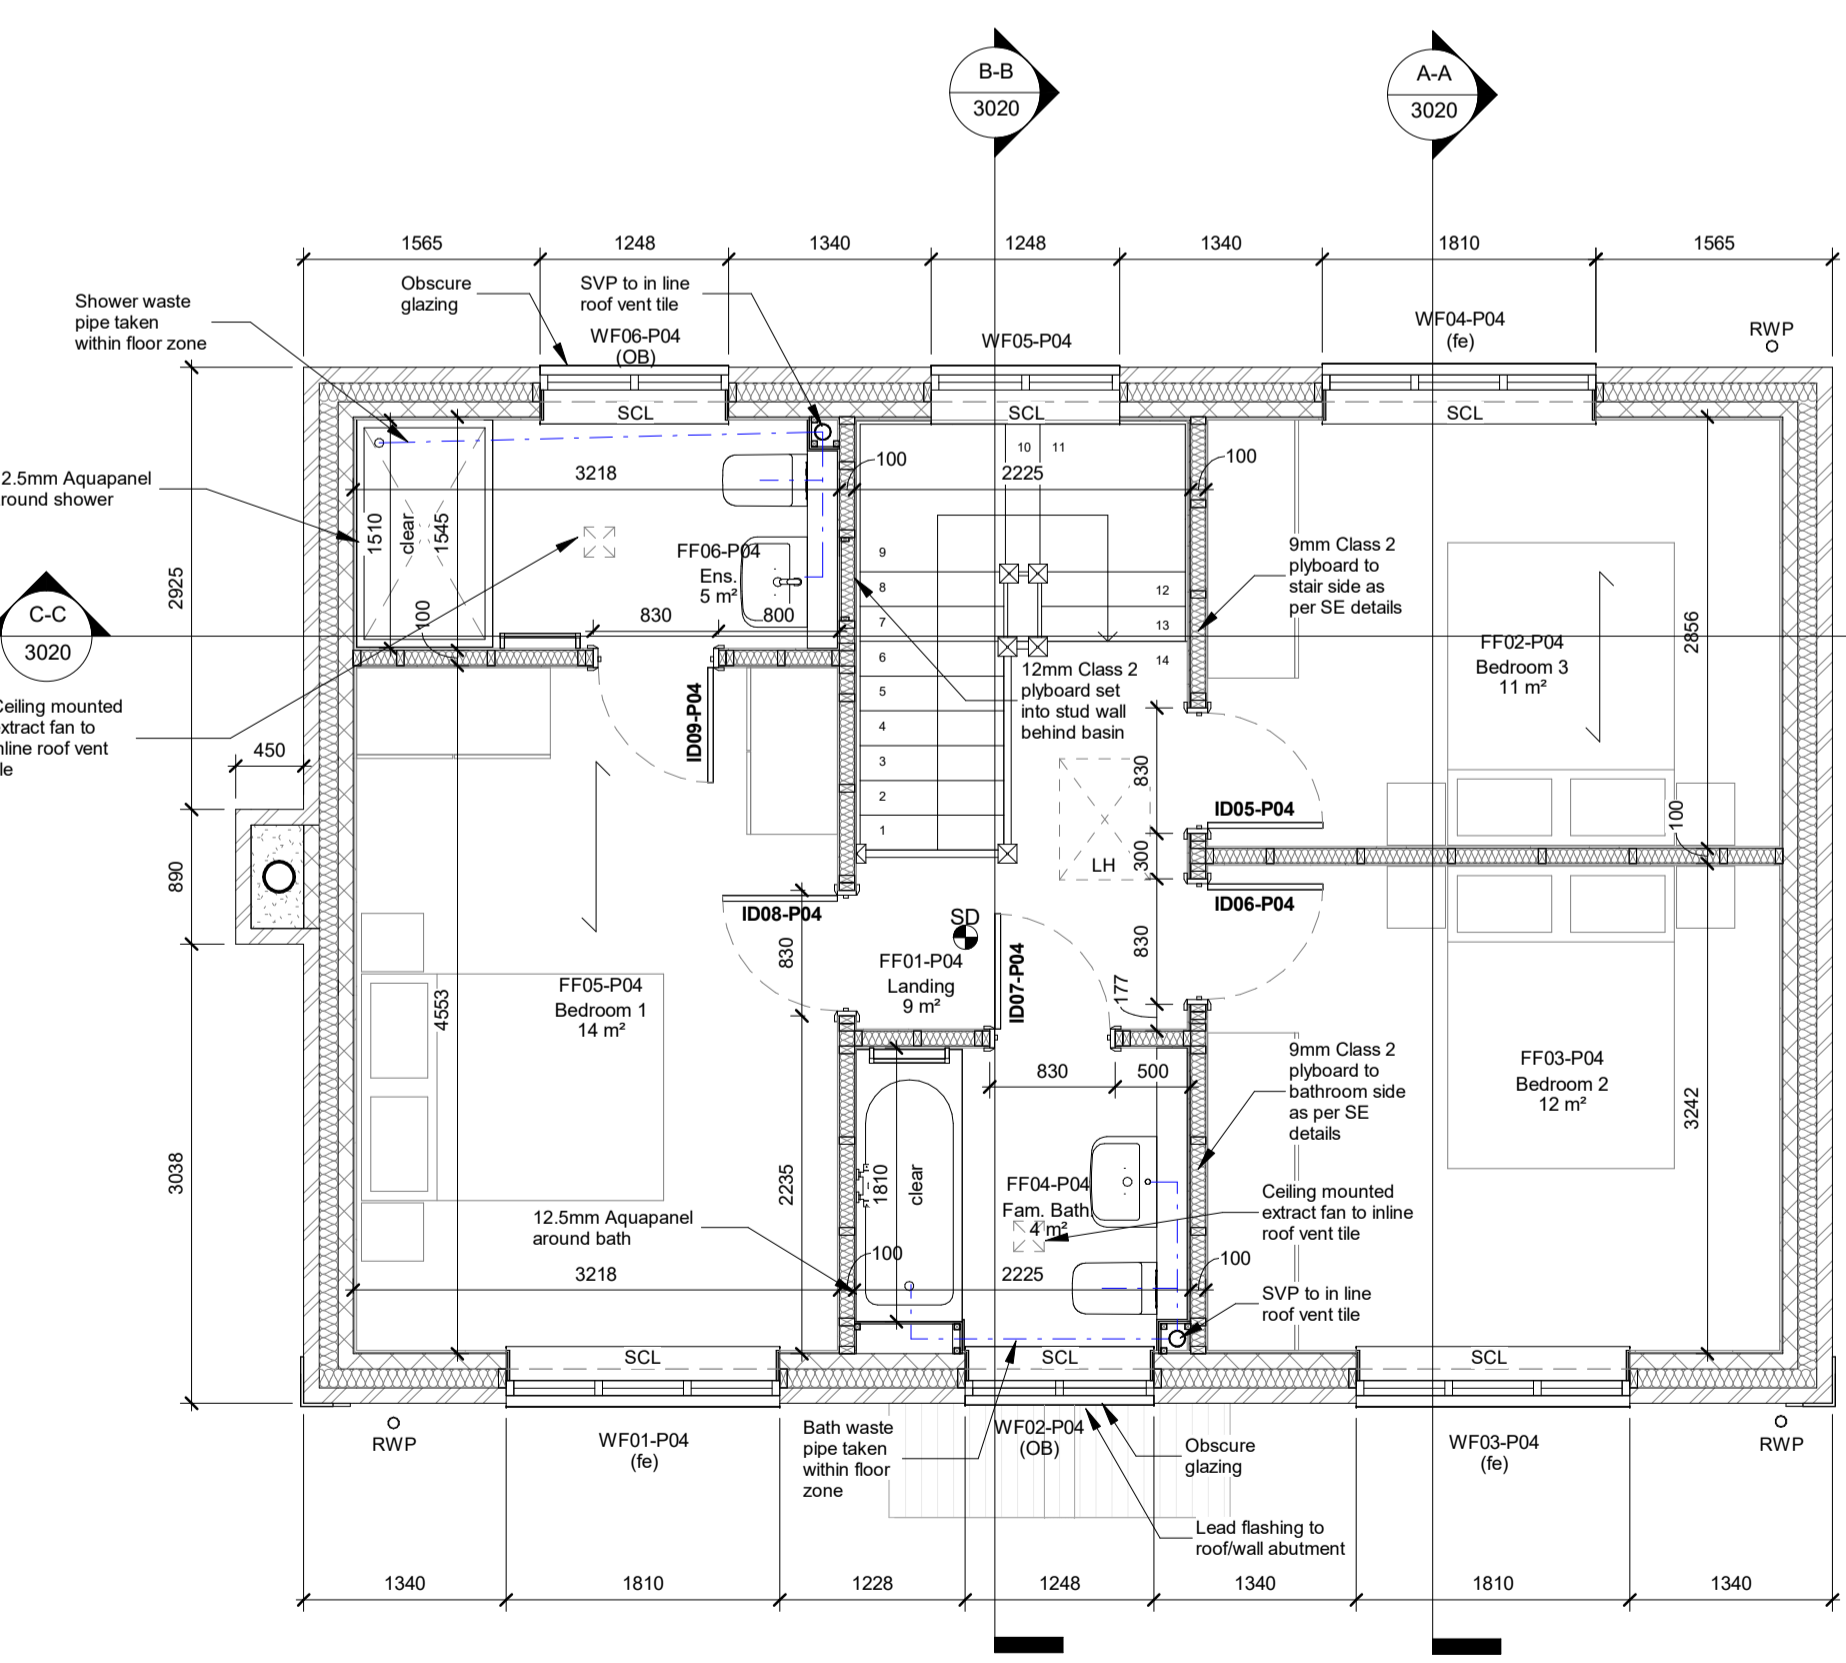 B-B
3020
A-A
3020
1565
1248
1340
1248
1340
1810
1565
Shower waste
pipe taken
within floor zone
Obscure
glazing
SVP to in line
roof vent tile
WF06-P04
(OB)
WF05-P04
WF04-P04
(fe)
RWP
SCL
SCL
SCL
2.5mm Aquapanel
round shower
3218
100
2225
100
10
11
1510
clear
1545
FF06-P04
Ens.
5 m²
9
8
7
6
5
4
3
2
1
12
13
14
9mm Class 2
plyboard to
stair side as
per SE details
2925
C-C
3020
100
830
800
FF02-P04
Bedroom 3
11 m²
2856
12mm Class 2
plyboard set
into stud wall
behind basin
Ceiling mounted
extract fan to
inline roof vent
le
450
ID09-P04
830
ID05-P04
100
300
LH
890
ID08-P04
ID06-P04
SD
830
830
FF01-P04
Landing
9 m²
ID07-P04
177
FF05-P04
Bedroom 1
14 m²
4553
830
500
9mm Class 2
plyboard to
bathroom side
as per SE
details
FF03-P04
Bedroom 2
12 m²
3242
3038
2235
1810
clear
FF04-P04
Fam. Bath
4 m²
Ceiling mounted
extract fan to inline
roof vent tile
12.5mm Aquapanel
around bath
100
3218
2225
100
SVP to in line
roof vent tile
SCL
SCL
SCL
RWP
WF01-P04
(fe)
Bath waste
pipe taken
within floor
zone
WF02-P04
(OB)
Obscure
glazing
WF03-P04
(fe)
RWP
Lead flashing to
roof/wall abutment
1340
1810
1228
1248
1340
1810
1340